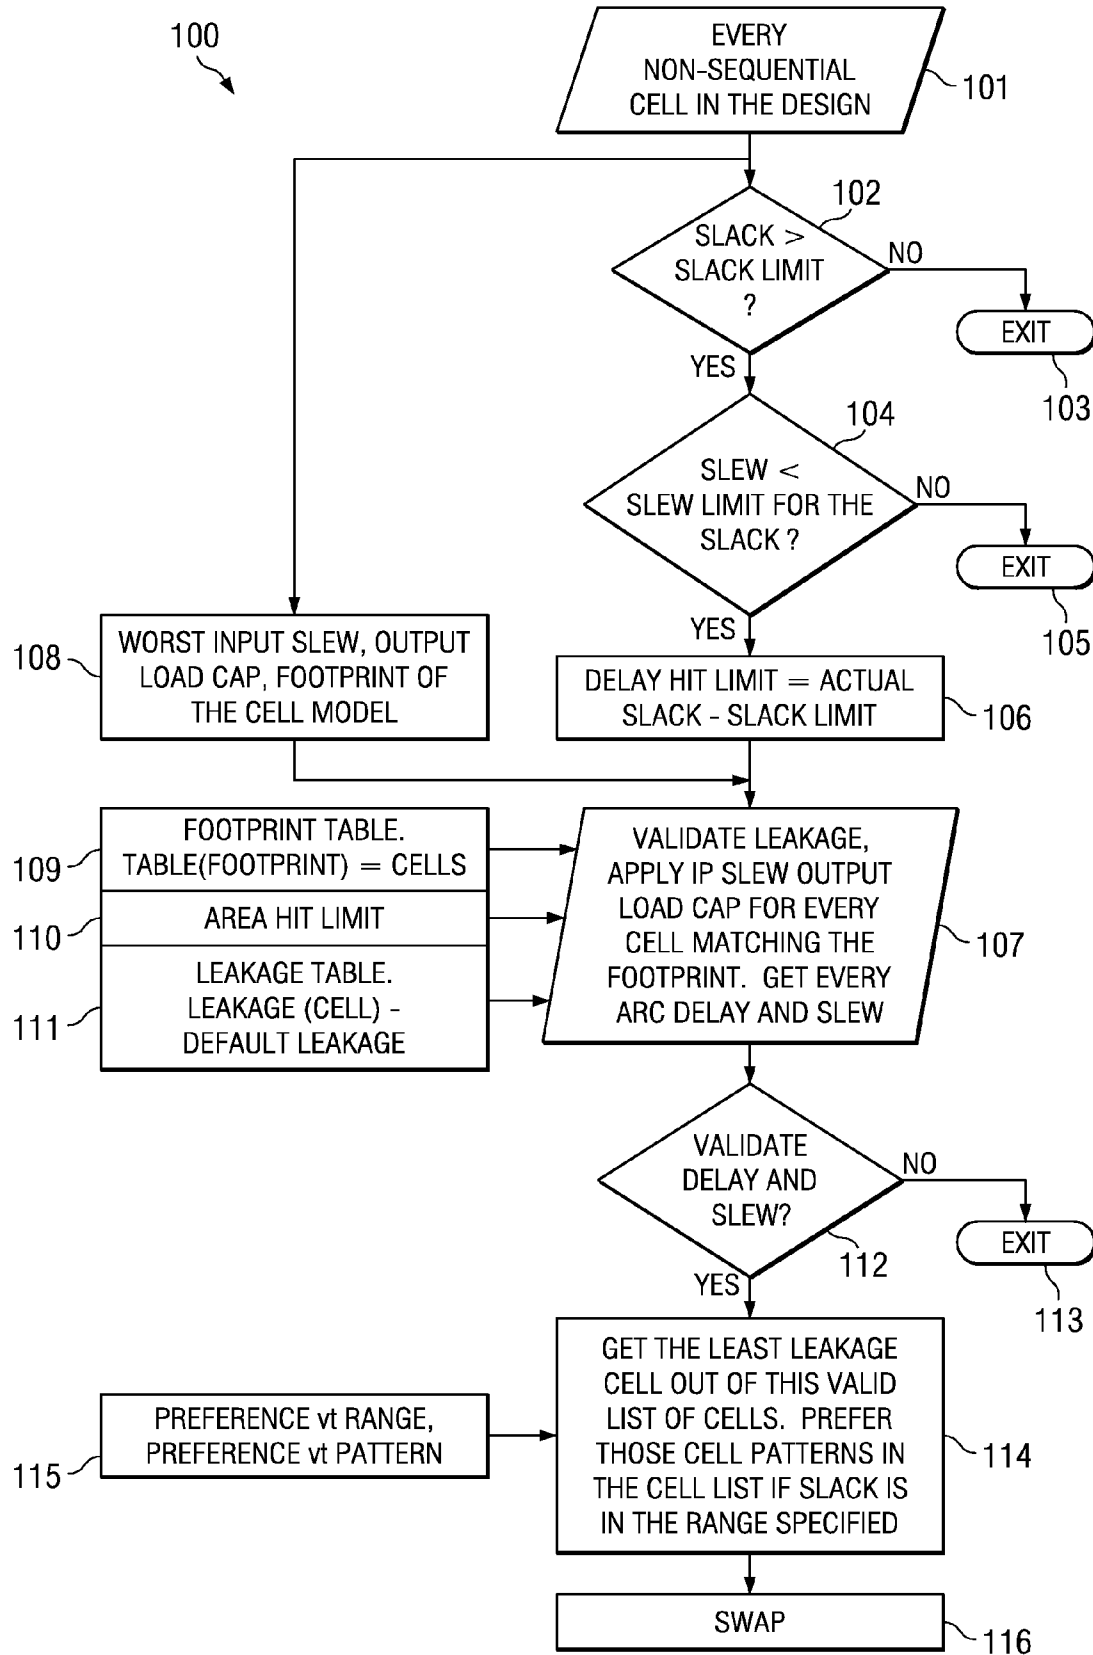 100
EVERY
NON-SEQUENTIAL
CELL IN THE DESIGN
101
102
SLACK >
SLACK LIMIT
?
NO
EXIT
103
YES
104
SLEW <
SLEW LIMIT FOR THE
SLACK ?
NO
EXIT
105
YES
108
WORST INPUT SLEW, OUTPUT
LOAD CAP, FOOTPRINT OF
THE CELL MODEL
DELAY HIT LIMIT = ACTUAL
SLACK - SLACK LIMIT
106
109
FOOTPRINT TABLE.
TABLE(FOOTPRINT) = CELLS
110
AREA HIT LIMIT
111
LEAKAGE TABLE.
LEAKAGE (CELL) -
DEFAULT LEAKAGE
VALIDATE LEAKAGE,
APPLY IP SLEW OUTPUT
LOAD CAP FOR EVERY
CELL MATCHING THE
FOOTPRINT. GET EVERY
ARC DELAY AND SLEW
107
VALIDATE
DELAY AND
SLEW?
112
NO
EXIT
113
YES
115
PREFERENCE vt RANGE,
PREFERENCE vt PATTERN
GET THE LEAST LEAKAGE
CELL OUT OF THIS VALID
LIST OF CELLS. PREFER
THOSE CELL PATTERNS IN
THE CELL LIST IF SLACK IS
IN THE RANGE SPECIFIED
114
SWAP
116